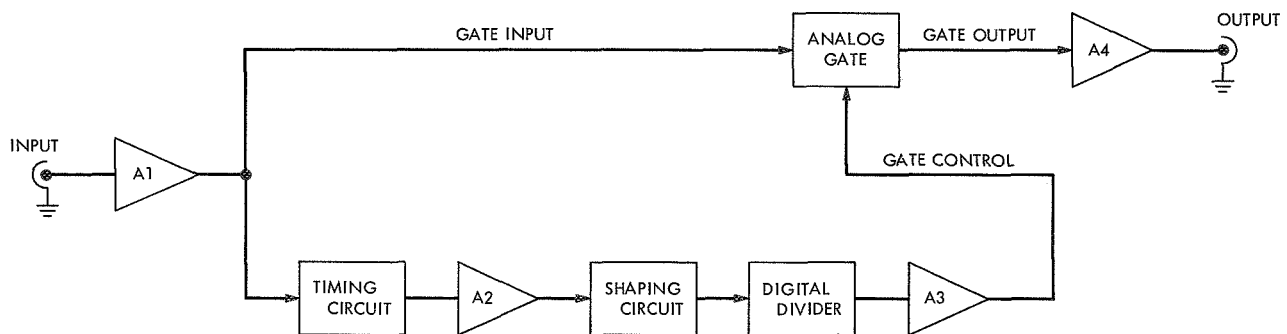 GATE INPUT
ANALOG
GATE
GATE OUTPUT
A4
OUTPUT
INPUT
A1
GATE CONTROL
TIMING
CIRCUIT
A2
SHAPING
CIRCUIT
DIGITAL
DIVIDER
A3